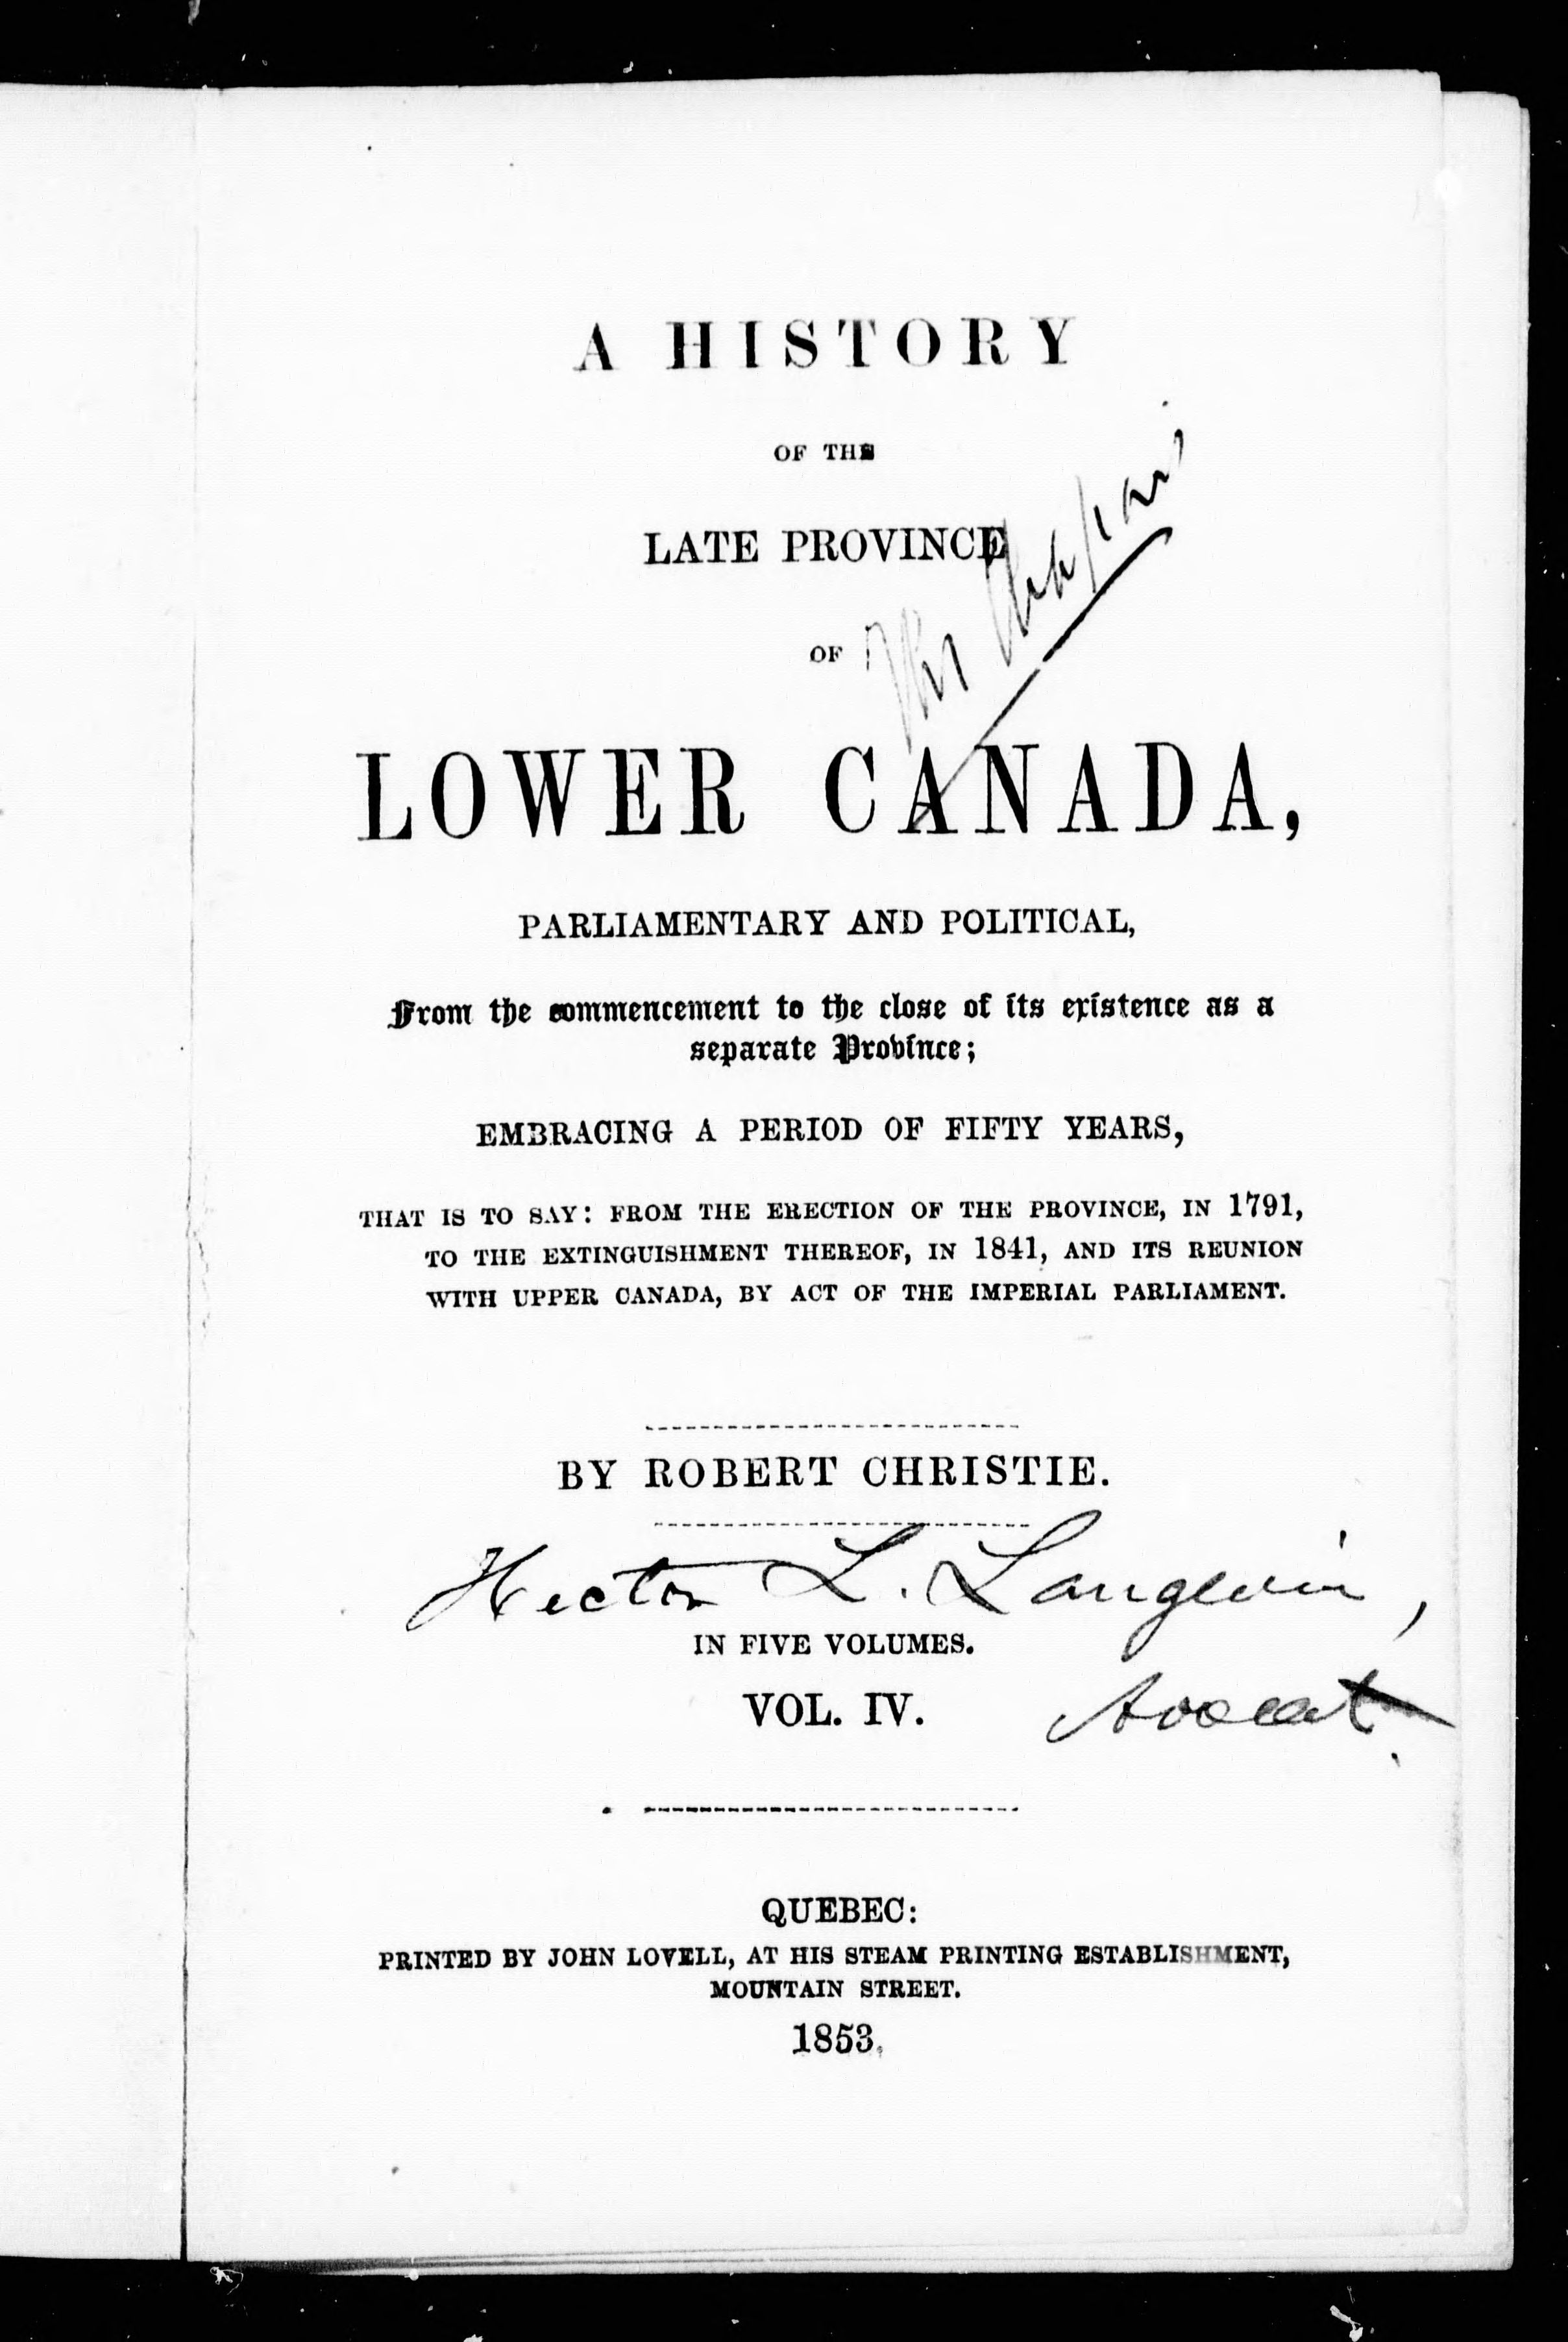 A HISTORY
OF THE
LATE PROVINCE
OF
LOWER CANADA,
PARLIAMENTARY AND POLITICAL,
From the commencement to the close of its existence as a
separate Province;
EMBRACING A PERIOD OF FIFTY YEARS,
THAT IS TO SAY: FROM THE ERECTION OF THE PROVINCE, IN 1791,
TO THE EXTINGUISHMENT THEREOF, IN 1841, AND ITS REUNION
WITH UPPER CANADA, BY ACT OF THE IMPERIAL PARLIAMENT.
BY ROBERT CHRISTIE.
Hector L. Langevin,
IN FIVE VOLUMES.
VOL. IV.
Avocat.
QUEBEC:
PRINTED BY JOHN LOVELL, AT HIS STEAM PRINTING ESTABLISHMENT,
MOUNTAIN STREET.
1853.